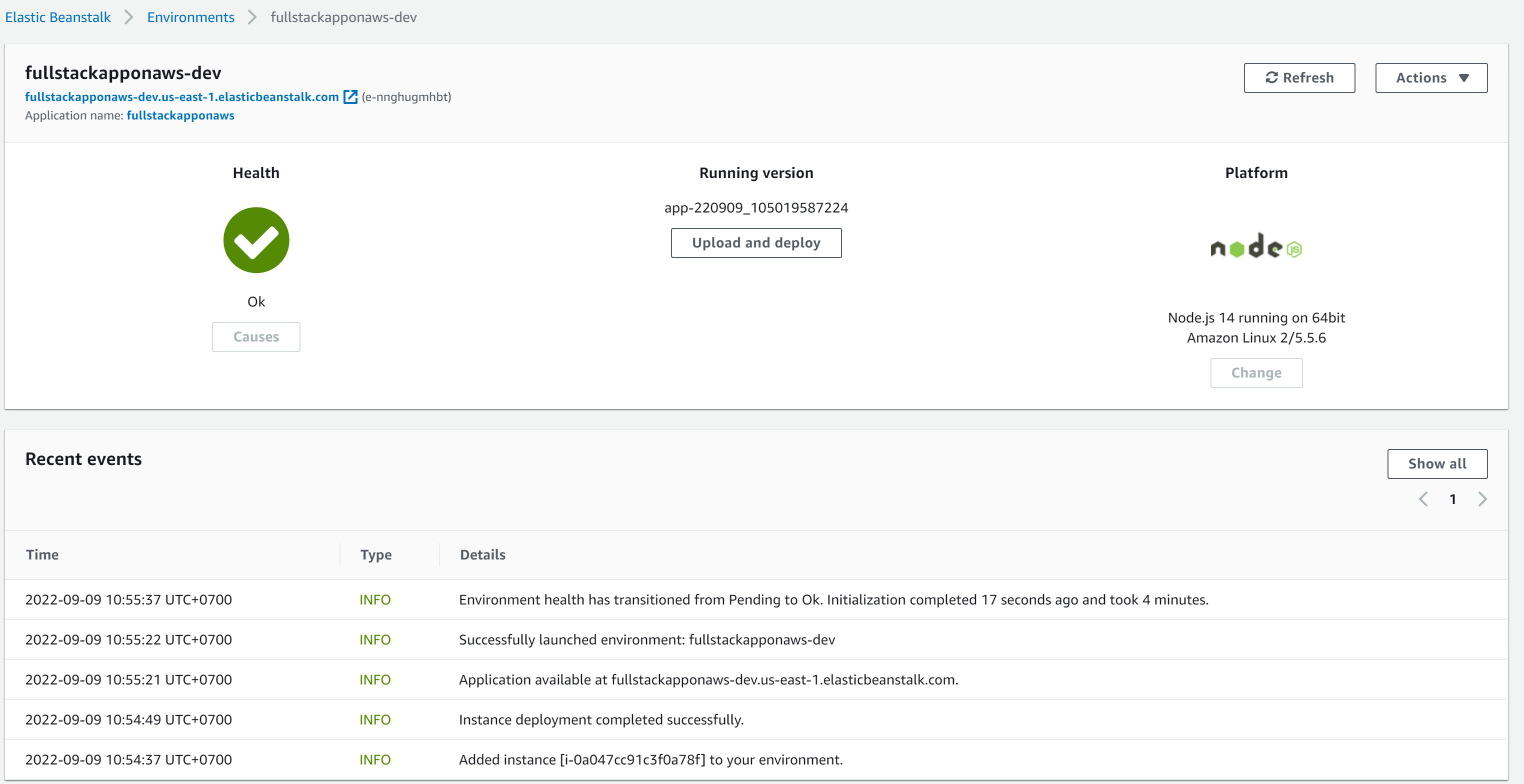 Elastic Beanstalk > Environments > fullstackapponaws-dev
fullstackapponaws-dev
Refresh
Actions ▼
fullstackapponaws-dev.us-east-1.elasticbeanstalk.com (e-nnghugmhbt)
Application name: fullstackapponaws
Health
Ok
Causes
Running version
app-220909_105019587224
Upload and deploy
Platform
node JS
Node.js 14 running on 64bit
Amazon Linux 2/5.5.6
Change
Recent events
Show all
< 1 >
Time Type Details
2022-09-09 10:55:37 UTC+0700 INFO Environment health has transitioned from Pending to Ok. Initialization completed 17 seconds ago and took 4 minutes.
2022-09-09 10:55:22 UTC+0700 INFO Successfully launched environment: fullstackapponaws-dev
2022-09-09 10:55:21 UTC+0700 INFO Application available at fullstackapponaws-dev.us-east-1.elasticbeanstalk.com.
2022-09-09 10:54:49 UTC+0700 INFO Instance deployment completed successfully.
2022-09-09 10:54:37 UTC+0700 INFO Added instance [i-0a047cc91c3f0a78f] to your environment.